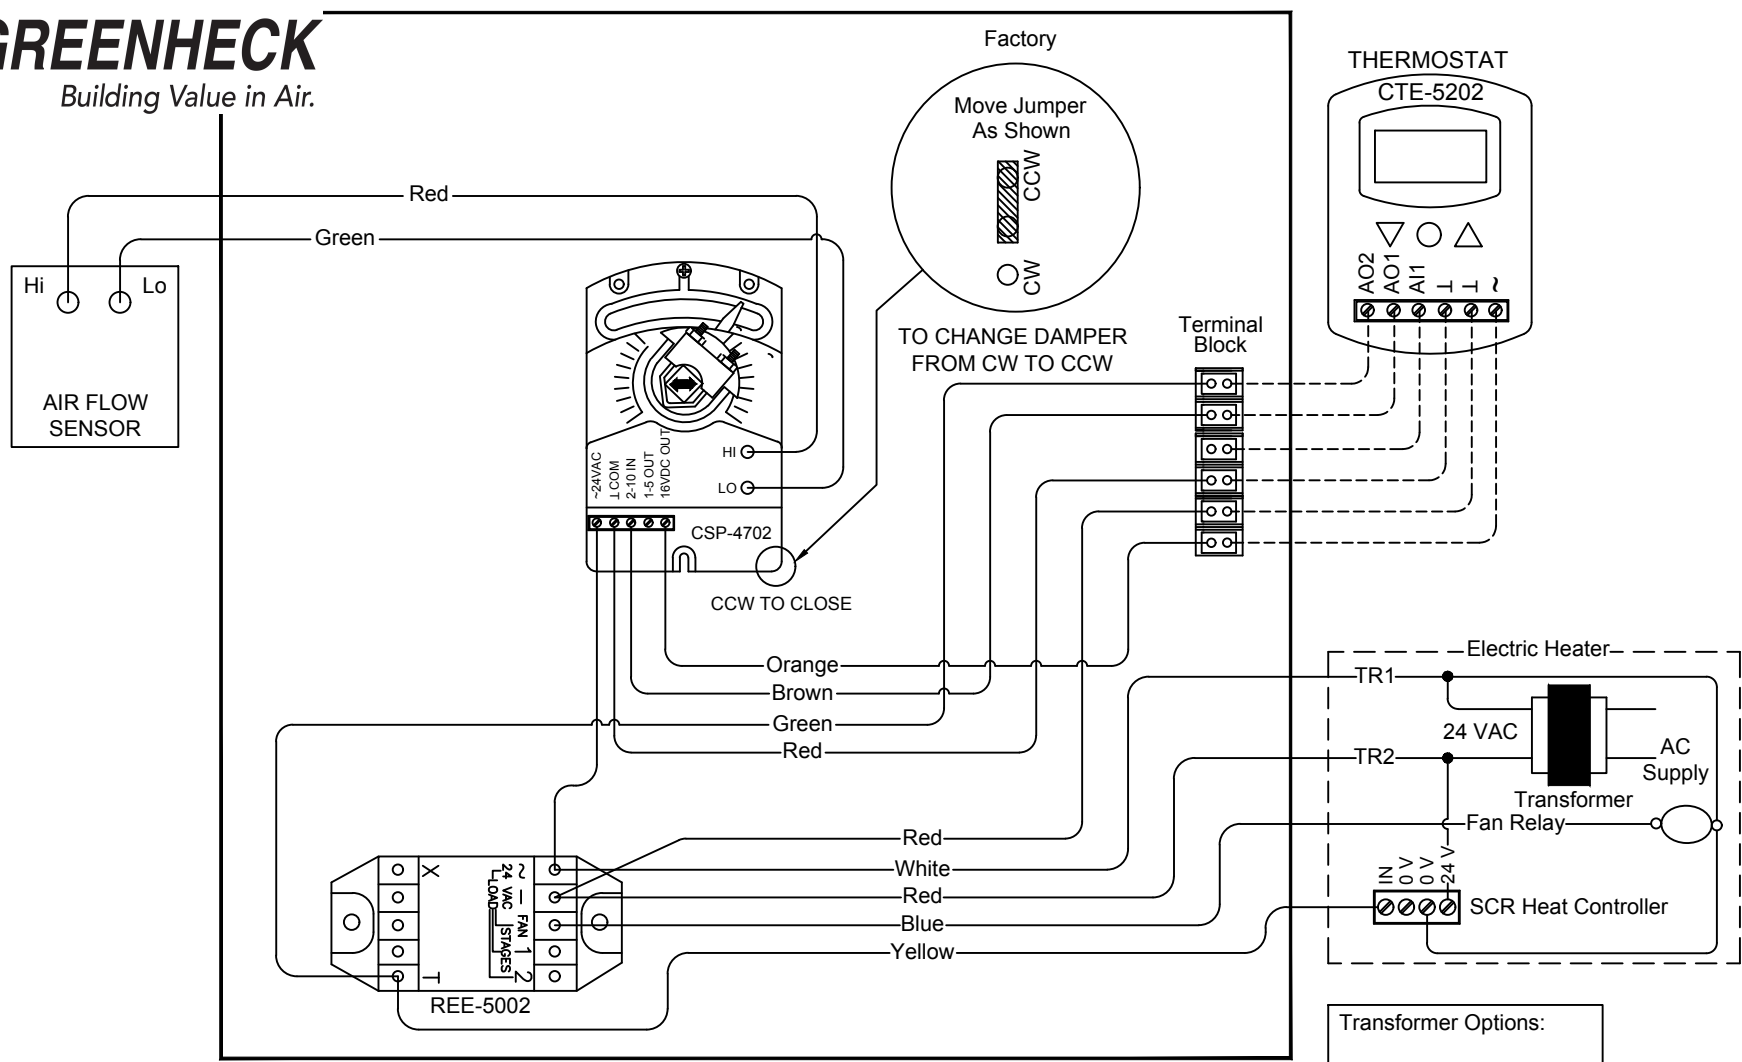 GREENHECK
Building Value in Air.
Factory
Move Jumper
As Shown
CCW
CW
TO CHANGE DAMPER
FROM CW TO CCW
THERMOSTAT
CTE-5202
AO2
AO1
AI1
⊥
⊥
~
Terminal
Block
Red
Green
Hi
Lo
AIR FLOW
SENSOR
HI
LO
~24VAC
⊥ COM
2-10 IN
1-5 OUT
16VDC OUT
CSP-4702
CCW TO CLOSE
Orange
Brown
Green
Red
Electric Heater
TR1
24 VAC
TR2
AC
Supply
Transformer
Fan Relay
IN
0 V
0 V
24 V
SCR Heat Controller
Red
White
Red
Blue
Yellow
X
T
~
24 VAC
LOAD
FAN
STAGES
1
2
REE-5002
Transformer Options: